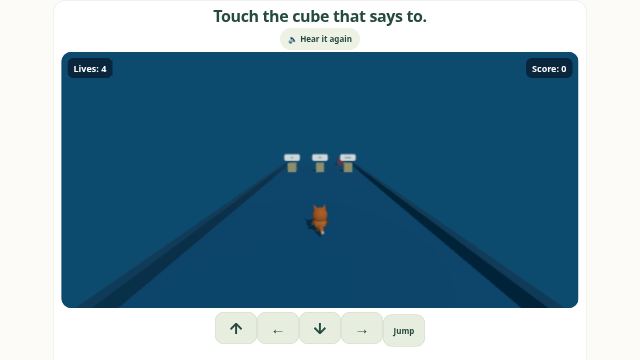 Touch the cube that says to.
Hear it again
Lives: 4
Score: 0
Jump